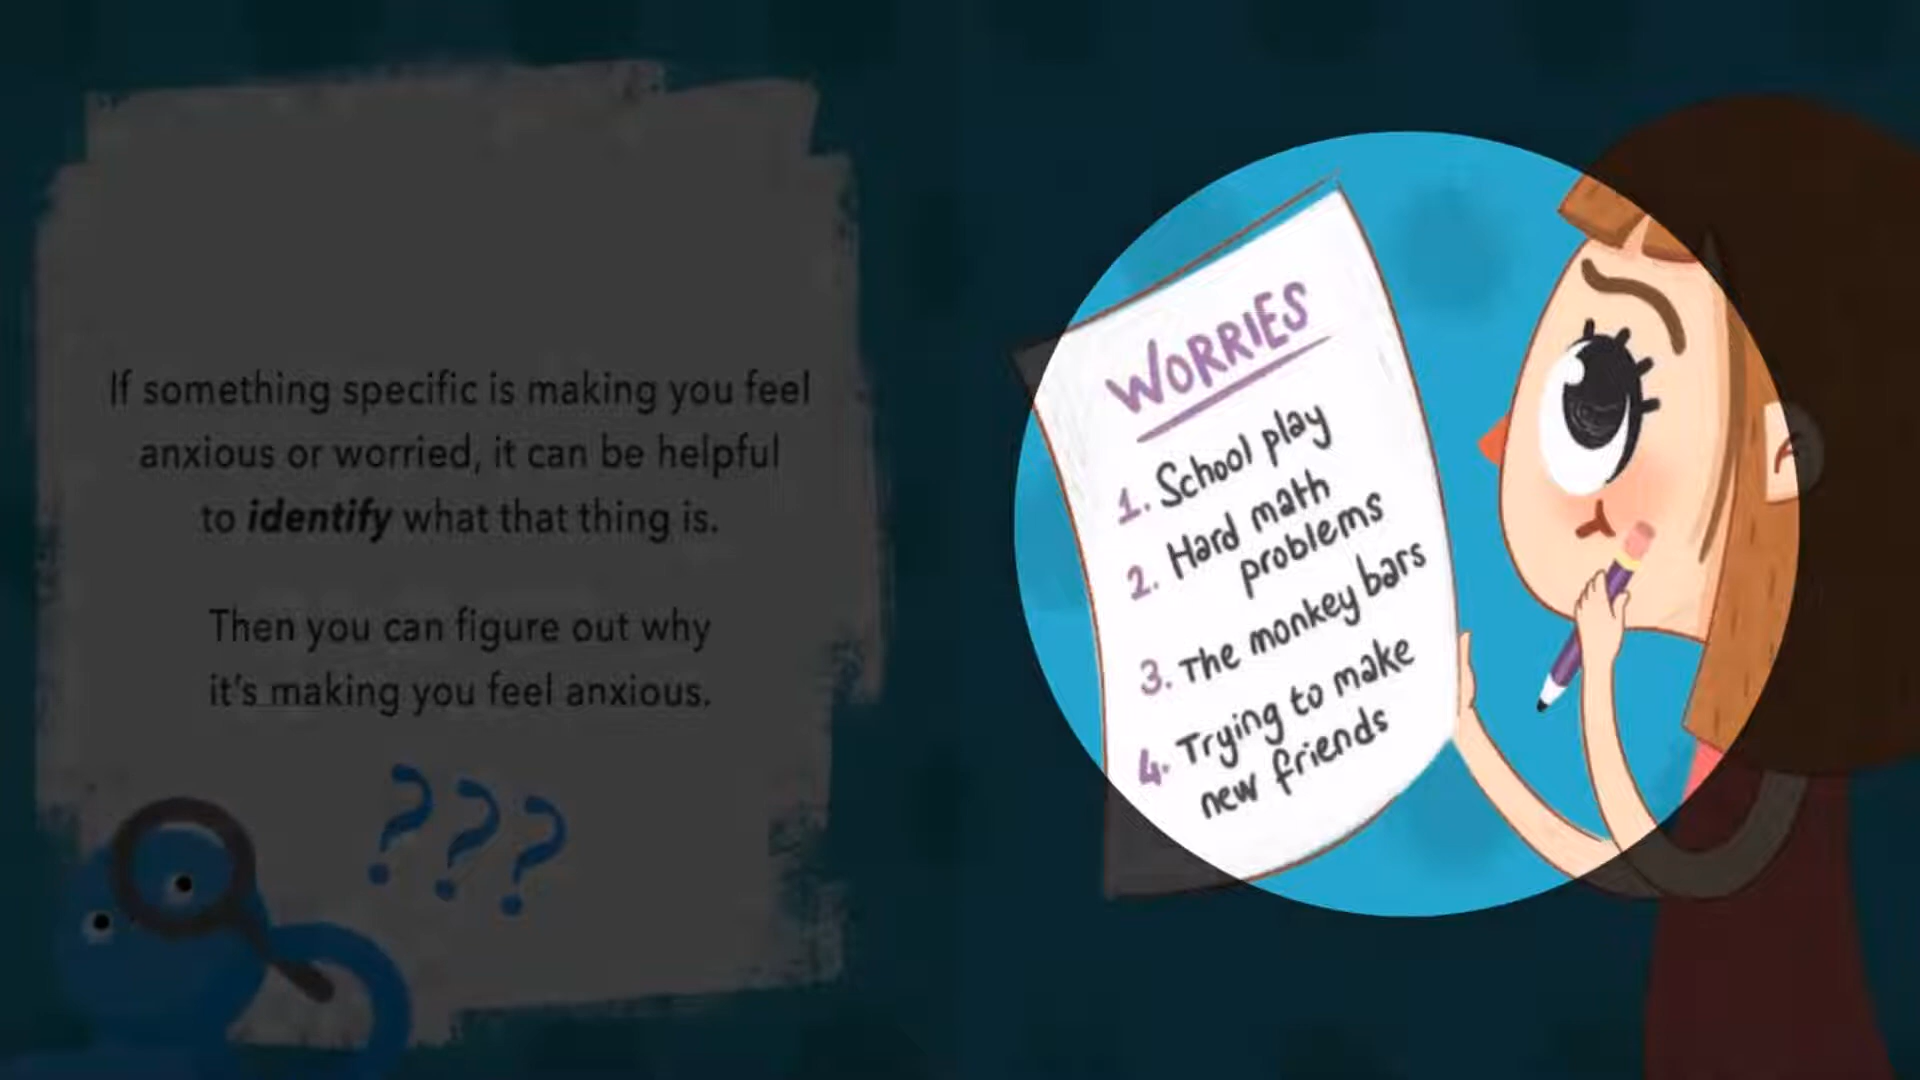 If something specific is making you feel
anxious or worried, it can be helpful
to identify what that thing is.
Then you can figure out why
it's making you feel anxious.
???
WORRIES
1. School play
2. Hard math
problems
3. The monkey bars
4. Trying to make
new friends